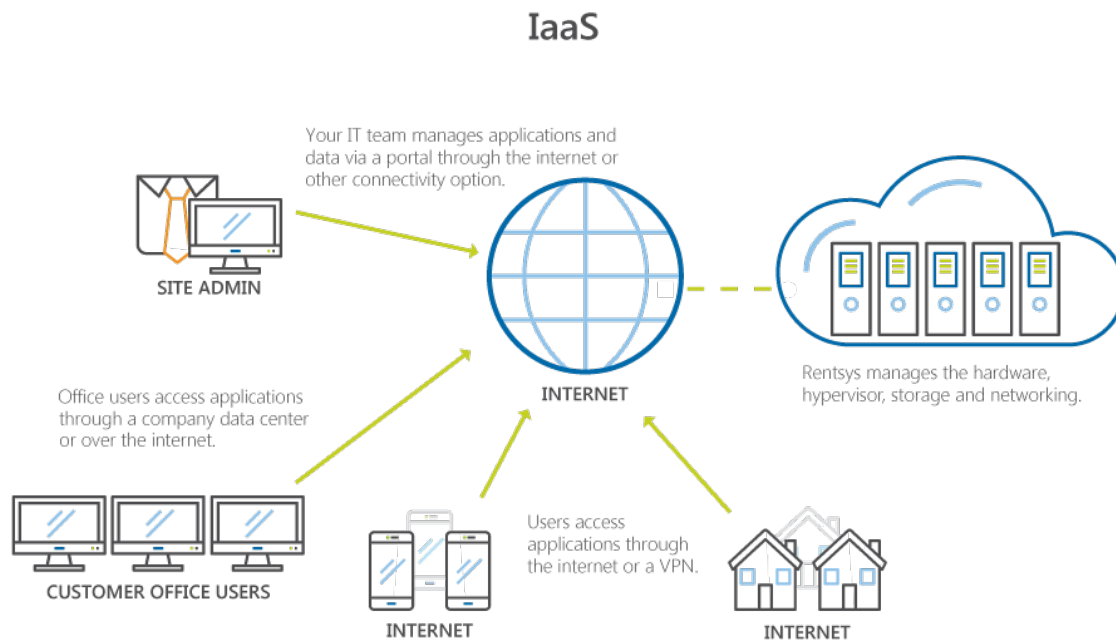 IaaS
Your IT team manages applications and
data via a portal through the internet or
other connectivity option.
SITE ADMIN
INTERNET
Rentsys manages the hardware,
hypervisor, storage and networking.
Office users access applications
through a company data center
or over the internet.
CUSTOMER OFFICE USERS
Users access
applications through
the internet or a VPN.
INTERNET
INTERNET